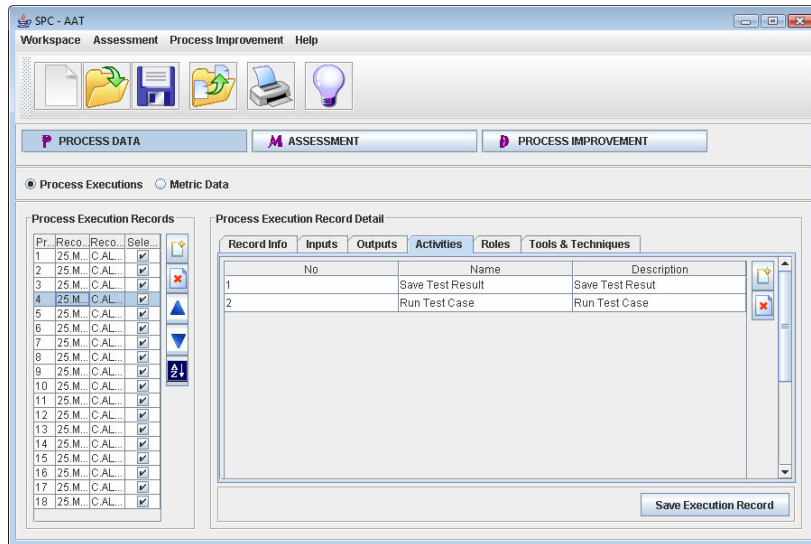 SPC - AAT
Workspace Assessment Process Improvement Help
P PROCESS DATA M ASSESSMENT PROCESS IMPROVEMENT
Process Executions Metric Data
Process Execution Records Process Execution Record Detail
Record Info Inputs Outputs Activities Roles Tools & Techniques
Pr... Reco... Reco... Sele...
No Name Description
1 25.M... C.AL...
2 25.M... C.AL...
3 25.M... C.AL...
4 25.M... C.AL...
5 25.M... C.AL...
6 25.M... C.AL...
7 25.M... C.AL...
8 25.M... C.AL...
9 25.M... C.AL...
10 25.M... C.AL...
11 25.M... C.AL...
12 25.M... C.AL...
13 25.M... C.AL...
14 25.M... C.AL...
15 25.M... C.AL...
16 25.M... C.AL...
17 25.M... C.AL...
18 25.M... C.AL...
1 Save Test Result Save Test Resut
2 Run Test Case Run Test Case
A
Z
Save Execution Record